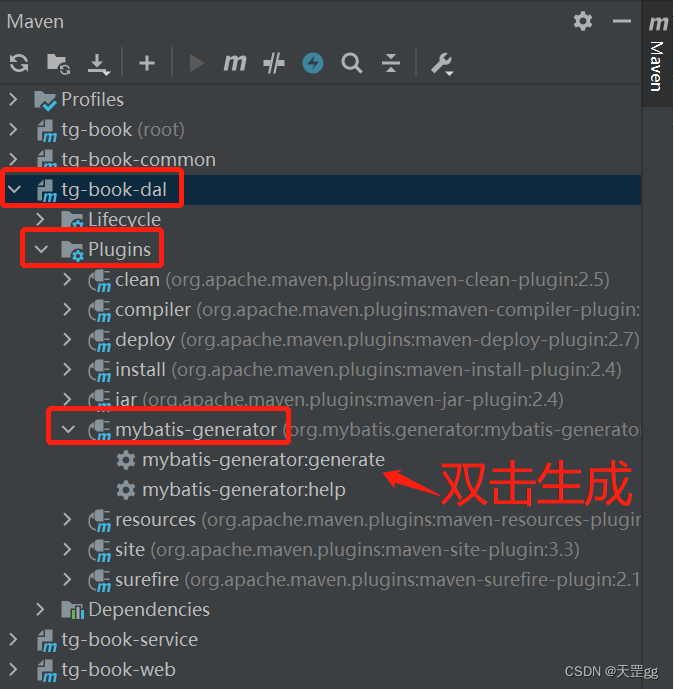 Maven
Maven
Profiles
tg-book (root)
tg-book-common
tg-book-dal
Lifecycle
Plugins
clean (org.apache.maven.plugins:maven-clean-plugin:2.5)
compiler (org.apache.maven.plugins:maven-compiler-plugin:
deploy (org.apache.maven.plugins:maven-deploy-plugin:2.7)
install (org.apache.maven.plugins:maven-install-plugin:2.4)
jar (org.apache.maven.plugins:maven-jar-plugin:2.4)
mybatis-generator (org.mybatis.generator:mybatis-generato
mybatis-generator:generate
双击生成
mybatis-generator:help
resources (org.apache.maven.plugins:maven-resources-plugin
site (org.apache.maven.plugins:maven-site-plugin:3.3)
surefire (org.apache.maven.plugins:maven-surefire-plugin:2.1
Dependencies
tg-book-service
tg-book-web
CSDN @天罡gg